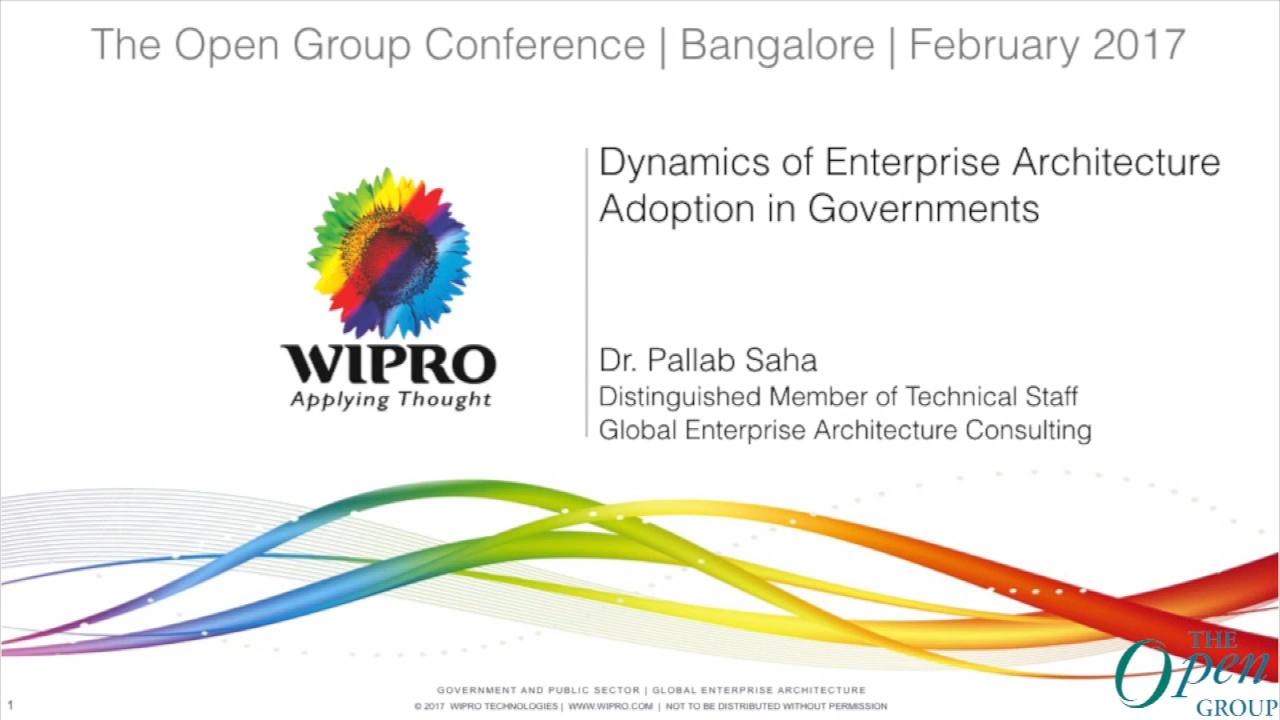 The Open Group Conference | Bangalore | February 2017
Dynamics of Enterprise Architecture
Adoption in Governments
WIPRO
Applying Thought
Dr. Pallab Saha
Distinguished Member of Technical Staff
Global Enterprise Architecture Consulting
THE
Open
GROUP
GOVERNMENT AND PUBLIC SECTOR | GLOBAL ENTERPRISE ARCHITECTURE
1
© 2017 WIPRO TECHNOLOGIES | WWW.WIPRO.COM | NOT TO BE DISTRIBUTED WITHOUT PERMISSION